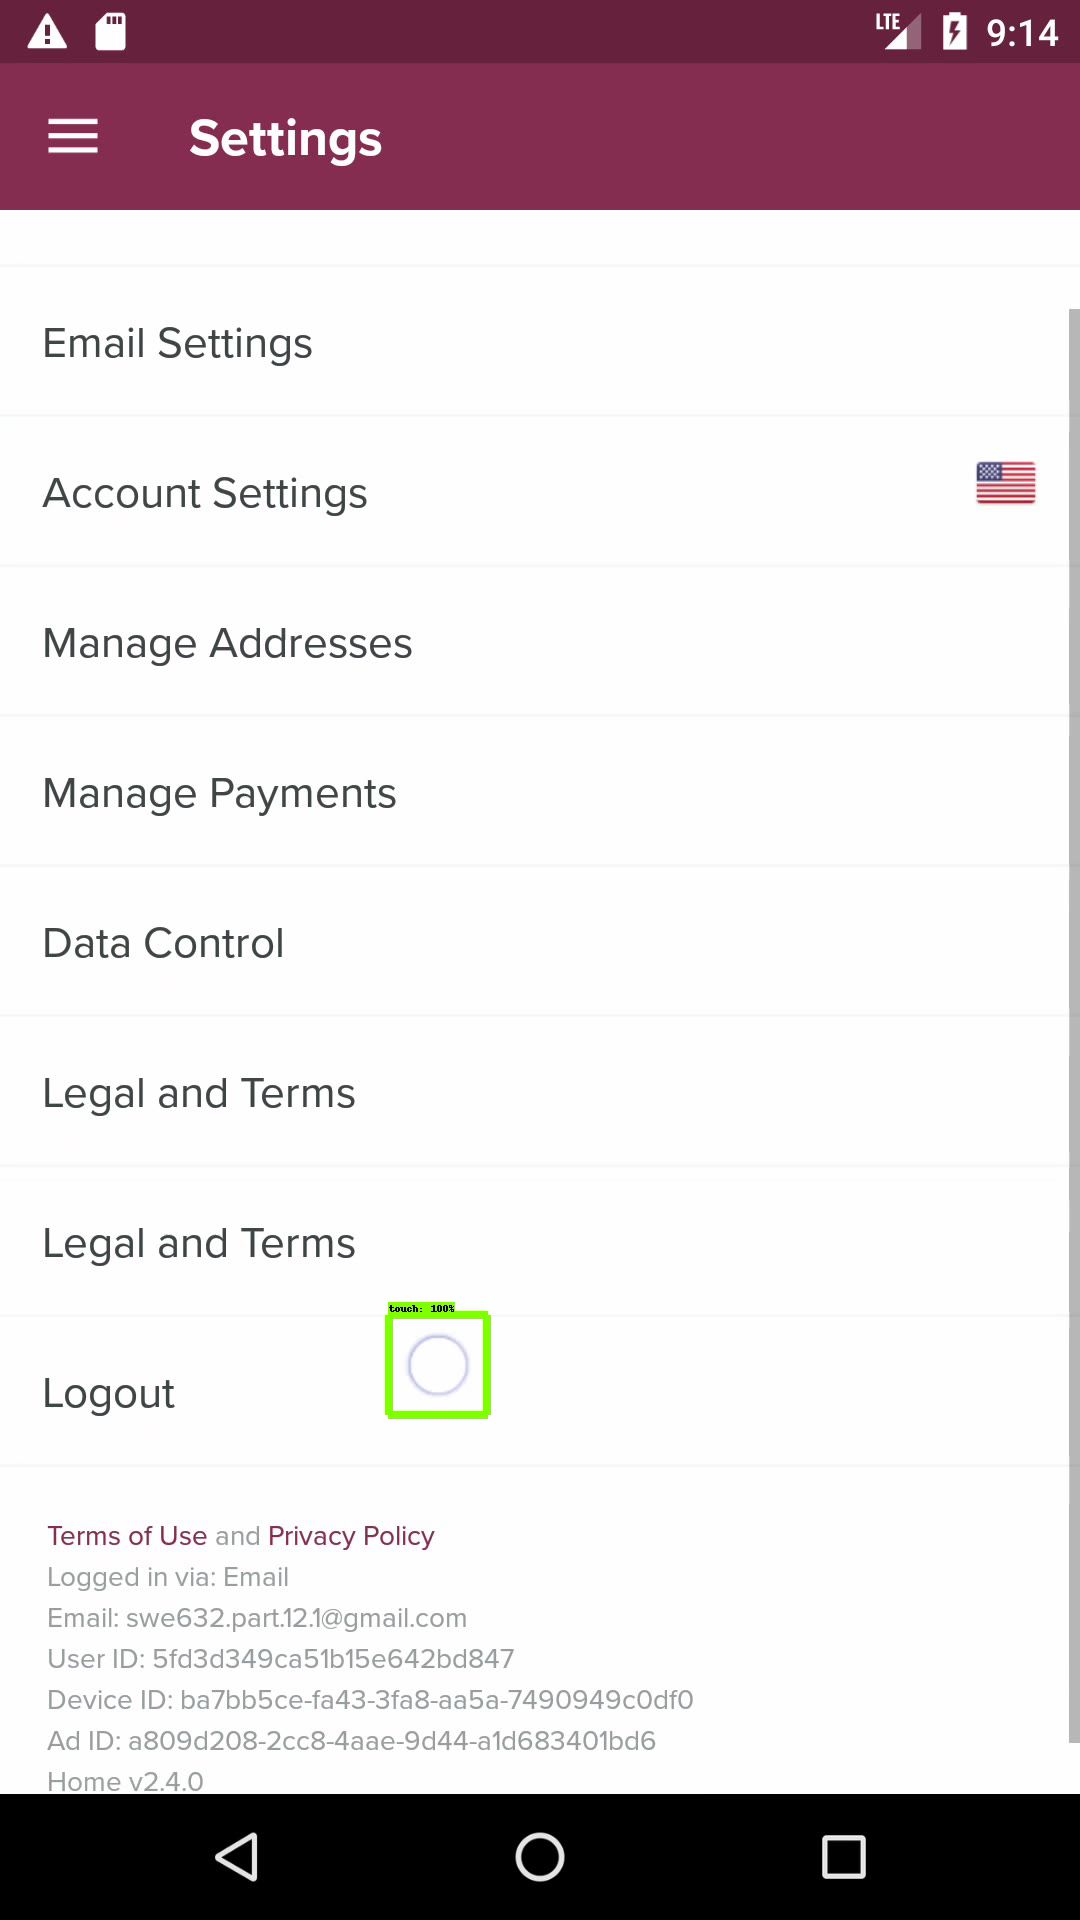 LTE 9:14
Settings
Email Settings
Account Settings
Manage Addresses
Manage Payments
Data Control
Legal and Terms
Legal and Terms
touch: 100%
Logout
Terms of Use and Privacy Policy
Logged in via: Email
Email: swe632.part.12.1@gmail.com
User ID: 5fd3d349ca51b15e642bd847
Device ID: ba7bb5ce-fa43-3fa8-aa5a-7490949c0df0
Ad ID: a809d208-2cc8-4aae-9d44-a1d683401bd6
Home v2.4.0